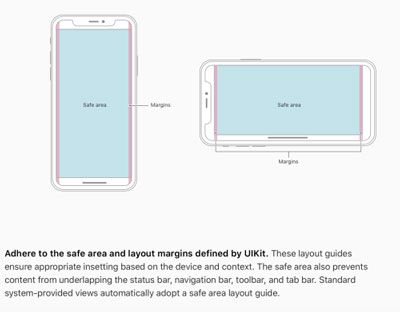 Safe area
Margins
Safe area
Margins
Adhere to the safe area and layout margins defined by UIKit. These layout guides
ensure appropriate insetting based on the device and context. The safe area also prevents
content from underlapping the status bar, navigation bar, toolbar, and tab bar. Standard
system-provided views automatically adopt a safe area layout guide.